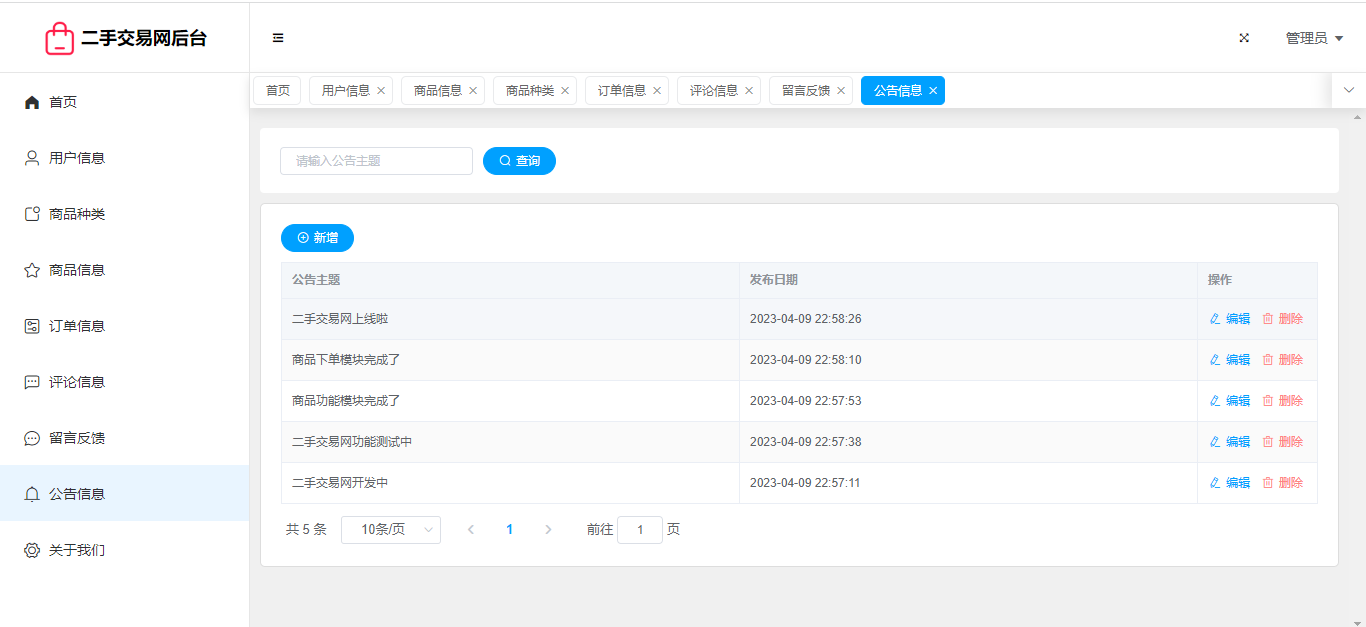 二手交易网后台
管理员
首页
用户信息
商品种类
商品信息
订单信息
评论信息
留言反馈
公告信息
关于我们
首页 用户信息 商品信息 商品种类 订单信息 评论信息 留言反馈 公告信息
请输入公告主题 查询
新增
公告主题 发布日期 操作
二手交易网上线啦 2023-04-09 22:58:26 编辑 删除
商品下单模块完成了 2023-04-09 22:58:10 编辑 删除
商品功能模块完成了 2023-04-09 22:57:53 编辑 删除
二手交易网功能测试中 2023-04-09 22:57:38 编辑 删除
二手交易网开发中 2023-04-09 22:57:11 编辑 删除
共 5 条 10条/页 1 前往 1 页